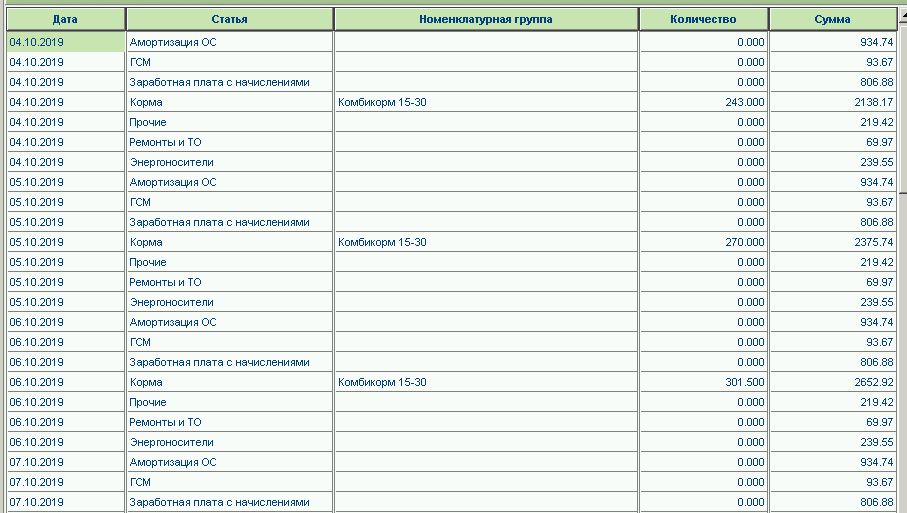 Дата Статья Номенклатурная группа Количество Сумма
04.10.2019 Амортизация ОС 0.000 934.74
04.10.2019 ГСМ 0.000 93.67
04.10.2019 Заработная плата с начислениями 0.000 806.88
04.10.2019 Корма Комбикорм 15-30 243.000 2138.17
04.10.2019 Прочие 0.000 219.42
04.10.2019 Ремонты и ТО 0.000 69.97
04.10.2019 Энергоносители 0.000 239.55
05.10.2019 Амортизация ОС 0.000 934.74
05.10.2019 ГСМ 0.000 93.67
05.10.2019 Заработная плата с начислениями 0.000 806.88
05.10.2019 Корма Комбикорм 15-30 270.000 2375.74
05.10.2019 Прочие 0.000 219.42
05.10.2019 Ремонты и ТО 0.000 69.97
05.10.2019 Энергоносители 0.000 239.55
06.10.2019 Амортизация ОС 0.000 934.74
06.10.2019 ГСМ 0.000 93.67
06.10.2019 Заработная плата с начислениями 0.000 806.88
06.10.2019 Корма Комбикорм 15-30 301.500 2652.92
06.10.2019 Прочие 0.000 219.42
06.10.2019 Ремонты и ТО 0.000 69.97
06.10.2019 Энергоносители 0.000 239.55
07.10.2019 Амортизация ОС 0.000 934.74
07.10.2019 ГСМ 0.000 93.67
07.10.2019 Заработная плата с начислениями 0.000 806.88